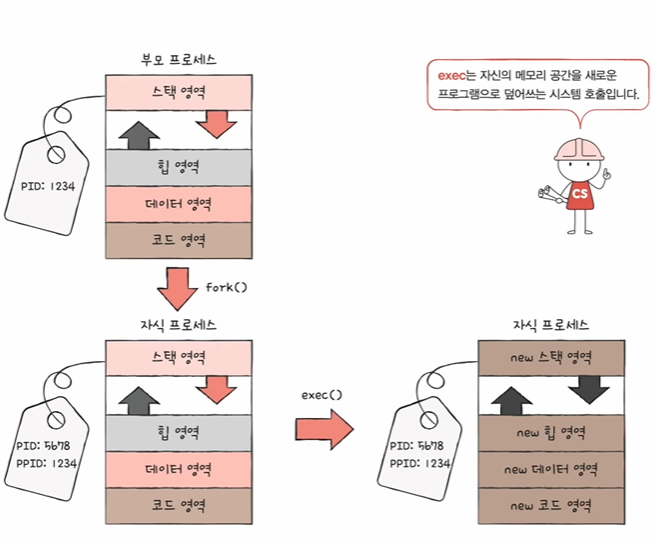 부모 프로세스
스택 영역
힙 영역
데이터 영역
코드 영역
PID: 1234
exec는 자신의 메모리 공간을 새로운
프로그램으로 덮어쓰는 시스템 호출입니다.
CS
fork()
자식 프로세스
스택 영역
힙 영역
데이터 영역
코드 영역
PID: 5678
PPID: 1234
exec()
자식 프로세스
new 스택 영역
new 힙 영역
new 데이터 영역
new 코드 영역
PID: 5678
PPID: 1234